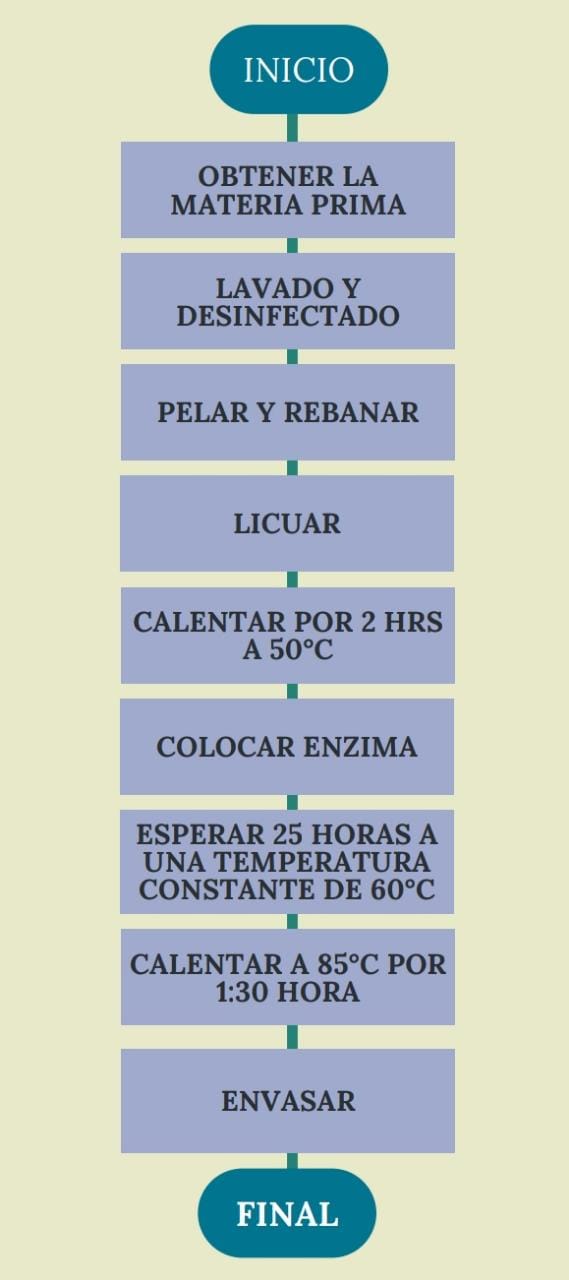 INICIO
OBTENER LA
MATERIA PRIMA
LAVADO Y
DESINFECTADO
PELAR Y REBANAR
LICUAR
CALENTAR POR 2 HRS
A 50°C
COLOCAR ENZIMA
ESPERAR 25 HORAS A
UNA TEMPERATURA
CONSTANTE DE 60°C
CALENTAR A 85°C POR
1:30 HORA
ENVASAR
FINAL